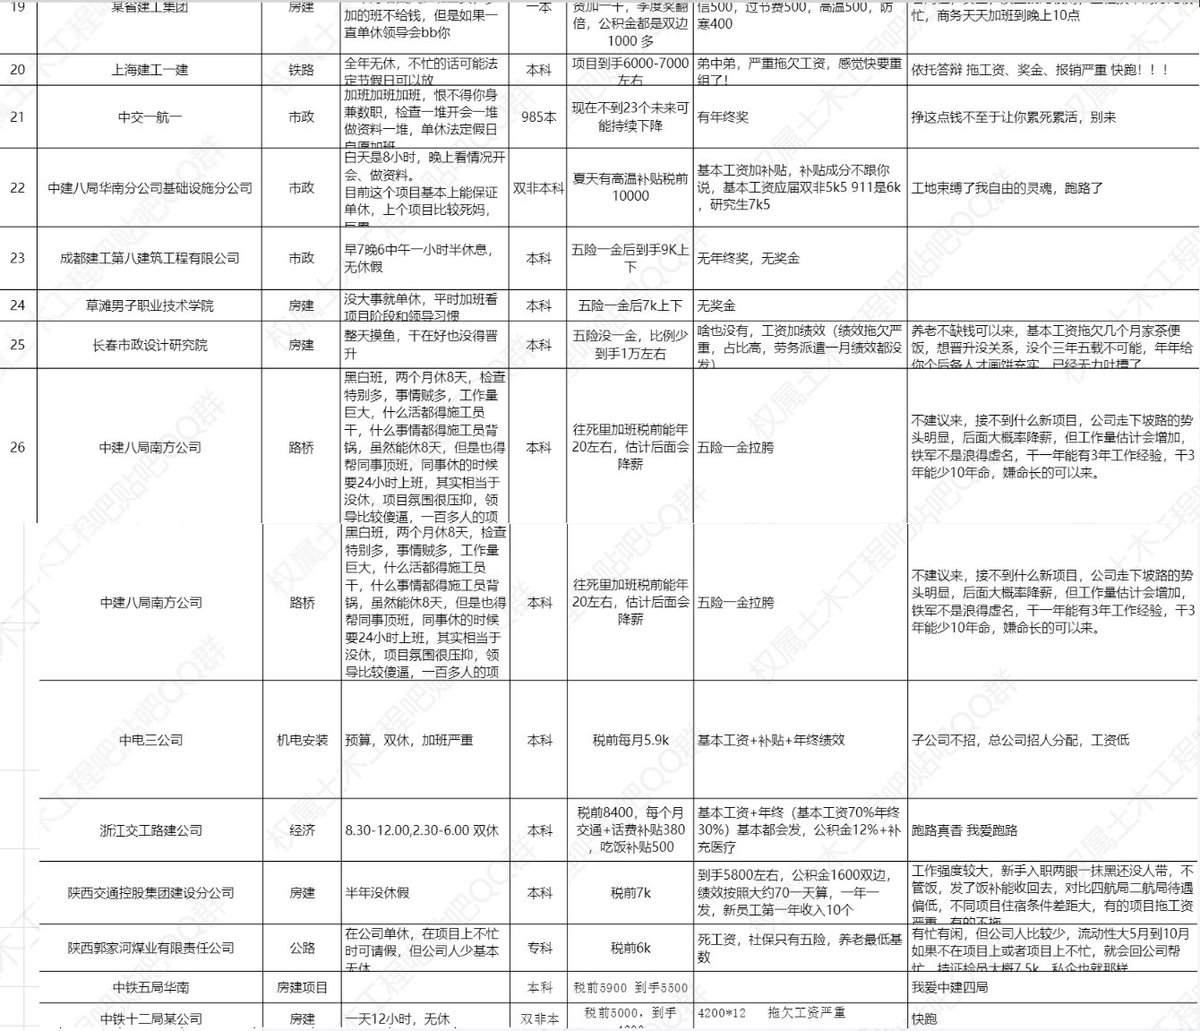 19
某省建工集团
房建
加的班不给钱，但是如果一
直单休领导会bb你
一本
资加一千，季度奖翻
倍，公积金都是双边
1000 多
信500，过节费500，高温500，防
寒400
忙，商务天天加班到晚上10点
20
上海建工一建
铁路
全年无休，不忙的话可能法
定节假日可以放
本科
项目到手6000-7000
左右
弟中弟，严重拖欠工资，感觉快要重
组了！
依托答辩 拖工资、奖金、报销严重 快跑！！！
21
中交一航一
市政
加班加班加班，恨不得你身
兼数职，检查一堆开会一堆
做资料一堆，单休法定假日
自愿加班
985本
现在不到23个未来可
能持续下降
有年终奖
挣这点钱不至于让你累死累活，别来
22
中建八局华南分公司基础设施分公司
市政
白天是8小时，晚上看情况开
会、做资料。
目前这个项目基本上能保证
单休，上个项目比较死妈，
巨累
双非本科
夏天有高温补贴税前
10000
基本工资加补贴，补贴成分不跟你
说，基本工资应届双非5k5 911是6k
，研究生7k5
工地束缚了我自由的灵魂，跑路了
23
成都建工第八建筑工程有限公司
市政
早7晚6中午一小时半休息，
无休假
本科
五险一金后到手9K上
下
无年终奖，无奖金
24
草滩男子职业技术学院
房建
没大事就单休，平时加班看
项目阶段和领导习惯
本科
五险一金后7k上下
无奖金
25
长春市政设计研究院
房建
整天摸鱼，干在好也没得晋
升
本科
五险没一金，比例少
到手1万左右
啥也没有，工资加绩效（绩效拖欠严
重，占比高，劳务派遣一月绩效都没
发）
养老不缺钱可以来，基本工资拖欠几个月家茶便
饭，想晋升没关系，没个三年五载不可能，年年给
你个后备人才画饼充实，已经无力吐槽了
26
中建八局南方公司
路桥
黑白班，两个月休8天，检查
特别多，事情贼多，工作量
巨大，什么活都得施工员
干，什么事情都得施工员背
锅，虽然能休8天，但是也得
帮同事顶班，同事休的时候
要24小时上班，其实相当于
没休，项目氛围很压抑，领
导比较傻逼，一百多人的项
本科
往死里加班税前能年
20左右，估计后面会
降薪
五险一金拉胯
不建议来，接不到什么新项目，公司走下坡路的势
头明显，后面大概率降薪，但工作量估计会增加，
铁军不是浪得虚名，干一年能有3年工作经验，干3
年能少10年命，嫌命长的可以来。
中建八局南方公司
路桥
黑白班，两个月休8天，检查
特别多，事情贼多，工作量
巨大，什么活都得施工员
干，什么事情都得施工员背
锅，虽然能休8天，但是也得
帮同事顶班，同事休的时候
要24小时上班，其实相当于
没休，项目氛围很压抑，领
导比较傻逼，一百多人的项
本科
往死里加班税前能年
20左右，估计后面会
降薪
五险一金拉胯
不建议来，接不到什么新项目，公司走下坡路的势
头明显，后面大概率降薪，但工作量估计会增加，
铁军不是浪得虚名，干一年能有3年工作经验，干3
年能少10年命，嫌命长的可以来。
中电三公司
机电安装
预算，双休，加班严重
本科
税前每月5.9k
基本工资+补贴+年终绩效
子公司不招，总公司招人分配，工资低
浙江交工路建公司
经济
8.30-12.00,2.30-6.00 双休
本科
税前8400，每个月
交通+话费补贴380
，吃饭补贴500
基本工资+年终（基本工资70%年终
30%）基本都会发，公积金12%+补
充医疗
跑路真香 我爱跑路
陕西交通控股集团建设分公司
房建
半年没休假
本科
税前7k
到手5800左右，公积金1600双边，
绩效按照大约70一天算，一年一
发，新员工第一年收入10个
工作强度较大，新手入职两眼一抹黑还没人带，不
管饭，发了饭补能收回去，对比四航局二航局待遇
偏低，不同项目住宿条件差距大，有的项目拖工资
严重，有的不拖
陕西郭家河煤业有限责任公司
公路
在公司单休，在项目上不忙
时可请假，但公司人少基本
无休
专科
税前6k
死工资，社保只有五险，养老最低基
数
有忙有闲，但公司人比较少，流动性大5月到10月
如果不在项目上或者项目上不忙，就会回公司帮
忙，持证检员大概7.5k，私企也就那样
中铁五局华南
房建项目
本科
税前5900 到手5500
我爱中建四局
中铁十二局某公司
房建
一天12小时，无休
双非本
税前5000，到手
4200*12 拖欠工资严重
快跑
权属土木工程吧贴吧QQ群